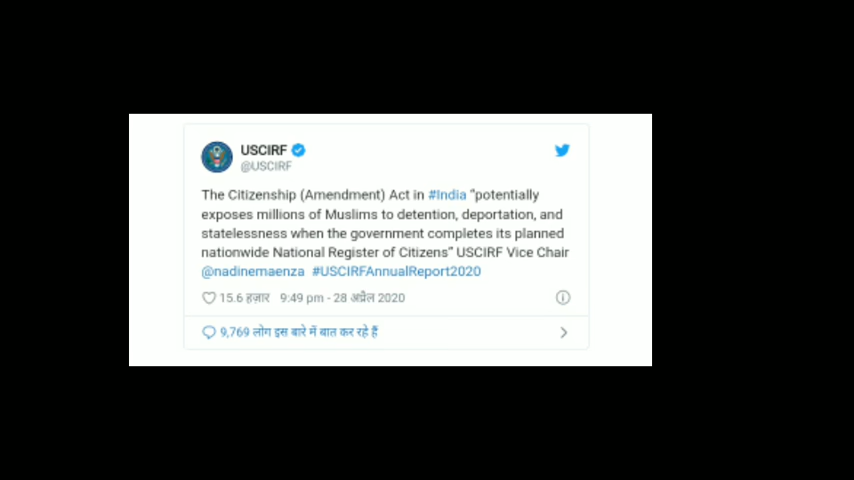 USCIRF
@USCIRF
The Citizenship (Amendment) Act in #India "potentially
exposes millions of Muslims to detention, deportation, and
statelessness when the government completes its planned
nationwide National Register of Citizens" USCIRF Vice Chair
@nadinemaenza #USCIRFAnnualReport2020
15.6 हज़ार 9:49 pm - 28 अप्रैल 2020
9,769 लोग इस बारे में बात कर रहे हैं